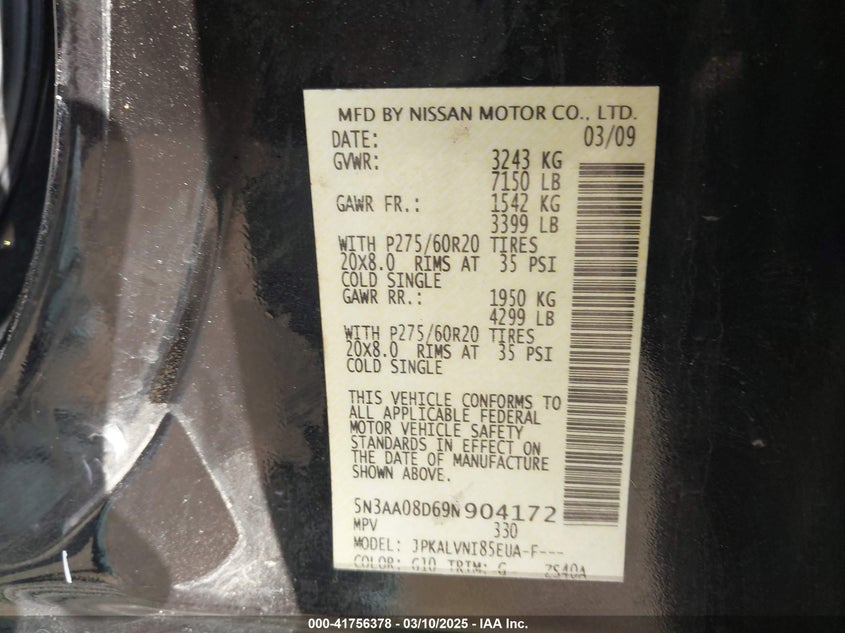 MFD BY NISSAN MOTOR CO., LTD.
DATE: 03/09
GVWR: 3243 KG
7150 LB
GAWR FR.: 1542 KG
3399 LB
WITH P275/60R20 TIRES
20X8.0 RIMS AT 35 PSI
COLD SINGLE
GAWR RR.: 1950 KG
4299 LB
WITH P275/60R20 TIRES
20X8.0 RIMS AT 35 PSI
COLD SINGLE
THIS VEHICLE CONFORMS TO
ALL APPLICABLE FEDERAL
MOTOR VEHICLE SAFETY
STANDARDS IN EFFECT ON
THE DATE OF MANUFACTURE
SHOWN ABOVE.
5N3AA08D69N904172
MPV 330
MODEL: JPKALVNI85EUA-F---
COLOR: G10 TRIM: G ZS40A
000-41756378 - 03/10/2025 - IAA Inc.